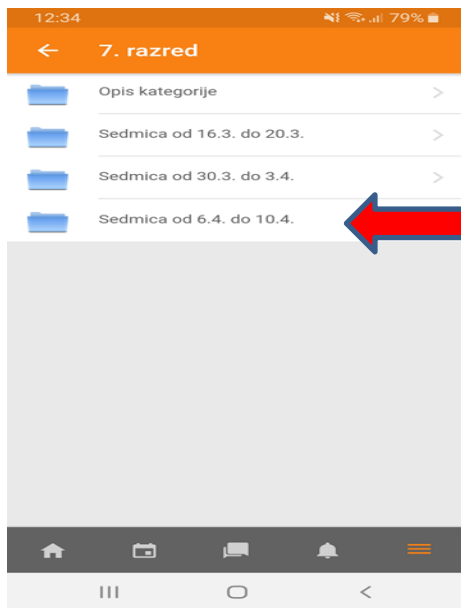 12:34
79%
7. razred
Opis kategorije
Sedmica od 16.3. do 20.3.
Sedmica od 30.3. do 3.4.
Sedmica od 6.4. do 10.4.